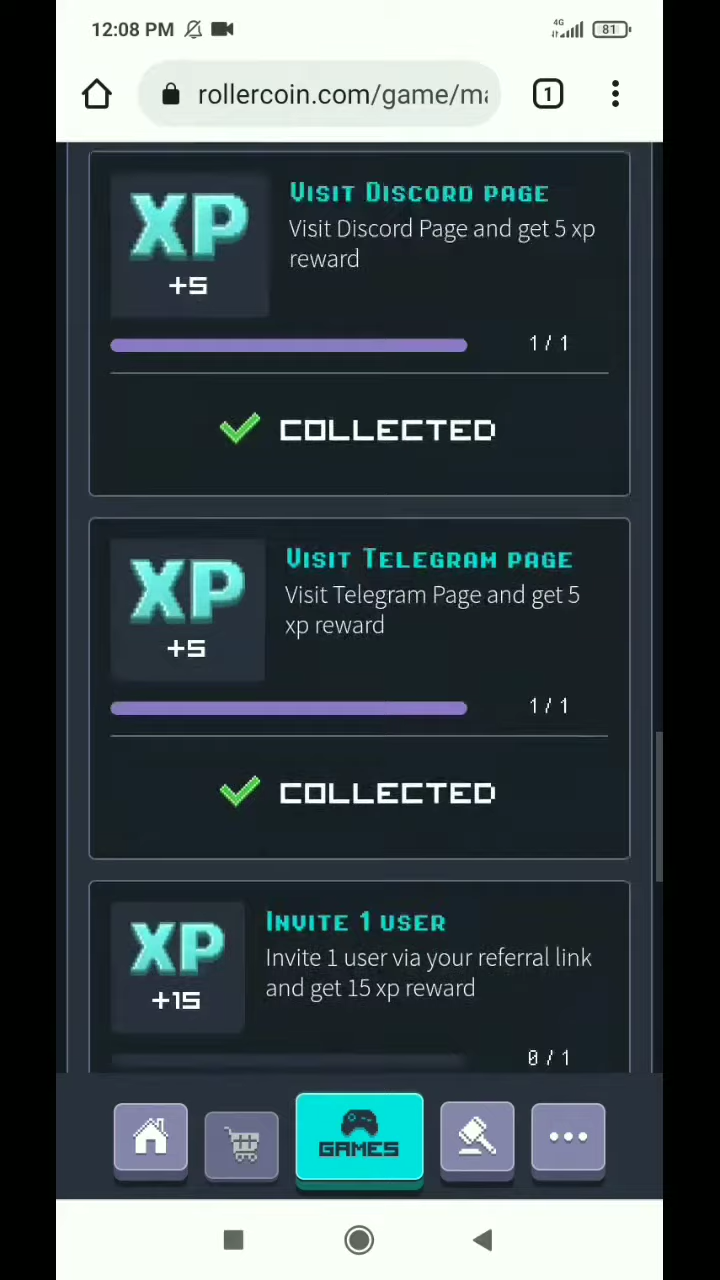 12:08 PM
4G
81
rollercoin.com/game/ma
1
XP
+5
Visit Discord page
Visit Discord Page and get 5 xp
reward
1 / 1
COLLECTED
XP
+5
Visit Telegram page
Visit Telegram Page and get 5
xp reward
1 / 1
COLLECTED
XP
+15
Invite 1 user
Invite 1 user via your referral link
and get 15 xp reward
0 / 1
GAMES